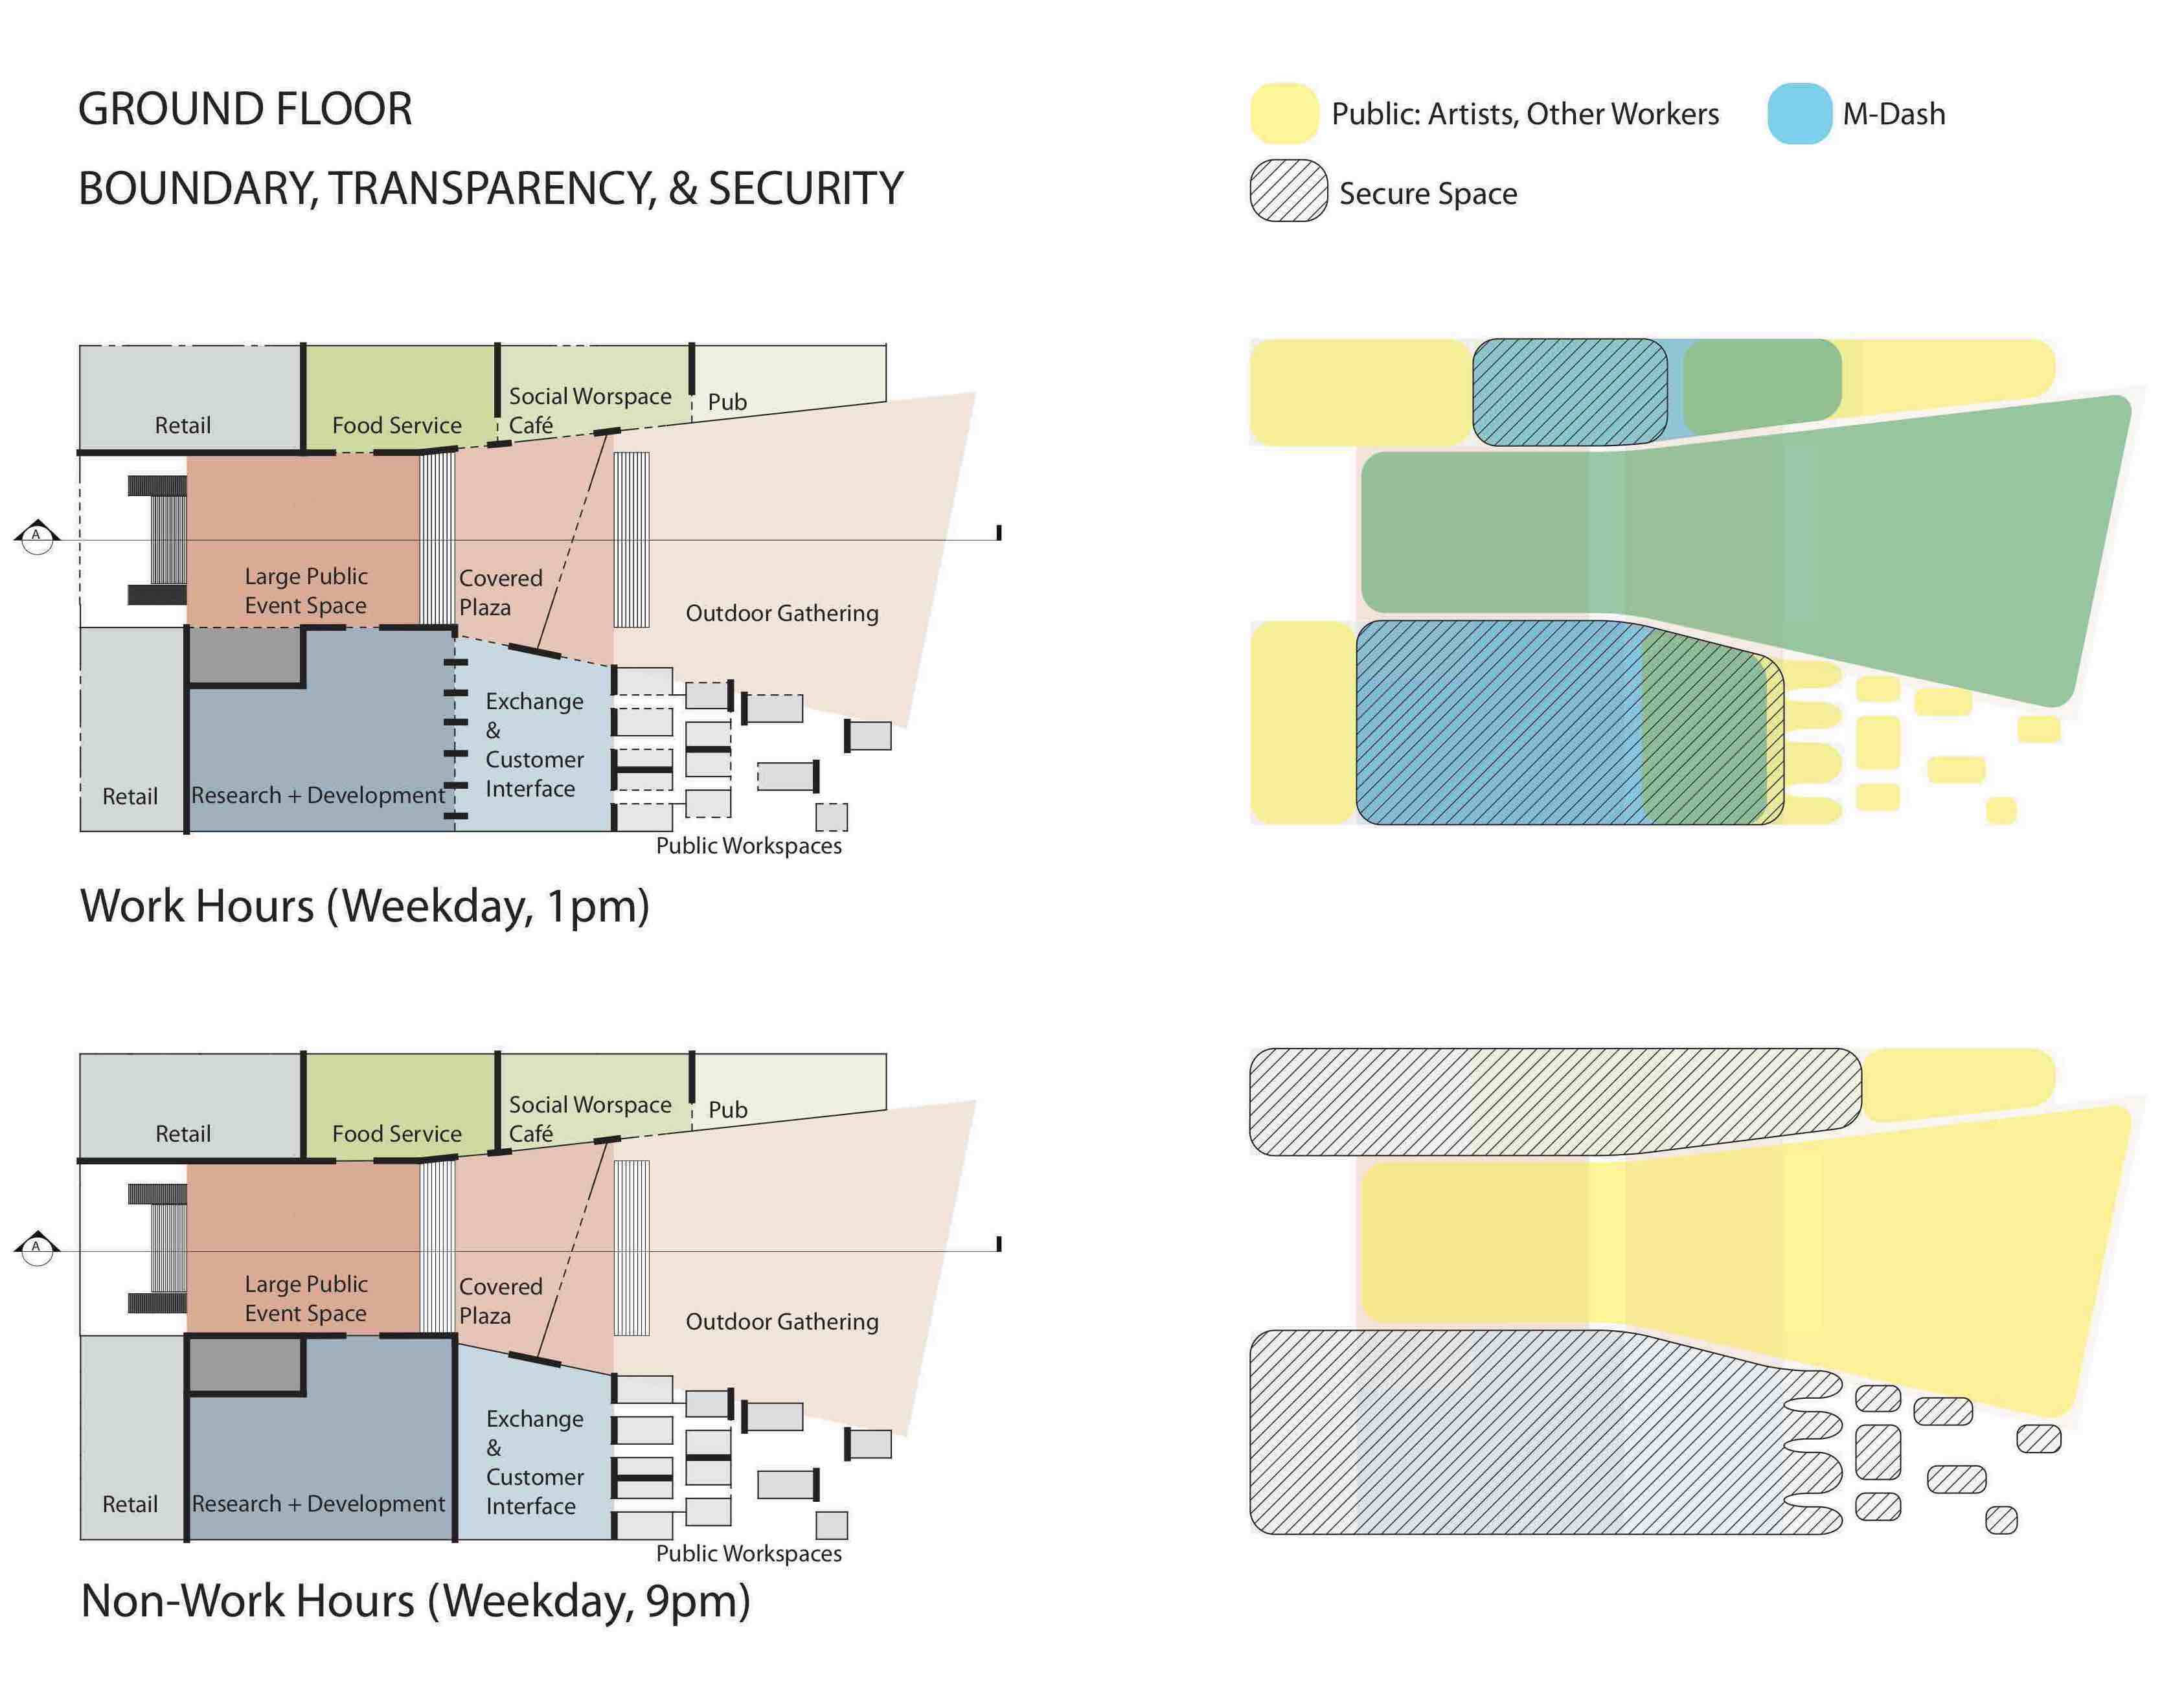 GROUND FLOOR
BOUNDARY, TRANSPARENCY, & SECURITY
Public: Artists, Other Workers
M-Dash
Secure Space
Retail
Food Service
Social Worspace
Café
Pub
A
Large Public
Event Space
Covered
Plaza
Outdoor Gathering
Exchange
&
Customer
Interface
Retail
Research + Development
Public Workspaces
Work Hours (Weekday, 1pm)
Retail
Food Service
Social Worspace
Café
Pub
A
Large Public
Event Space
Covered
Plaza
Outdoor Gathering
Exchange
&
Customer
Interface
Retail
Research + Development
Public Workspaces
Non-Work Hours (Weekday, 9pm)